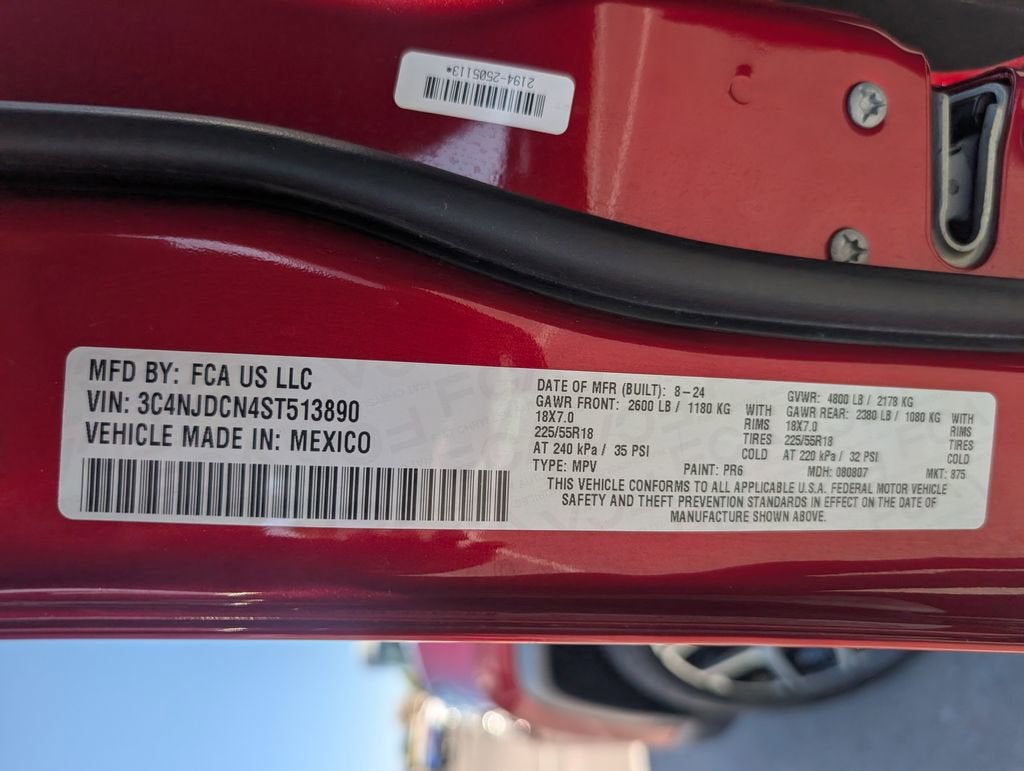 2194-2505113*
MFD BY: FCA US LLC
VIN: 3C4NJDCN4ST513890
VEHICLE MADE IN: MEXICO
DATE OF MFR (BUILT): 8-24 GVWR: 4800 LB / 2178 KG
GAWR FRONT: 2600 LB / 1180 KG WITH GAWR REAR: 2380 LB / 1080 KG WITH
18X7.0 RIMS 18X7.0 RIMS
225/55R18 TIRES 225/55R18 TIRES
AT 240 kPA / 35 PSI COLD AT 220 kPA / 32 PSI COLD
TYPE: MPV PAINT: PR6 MDH: 080807 MKT: 875
THIS VEHICLE CONFORMS TO ALL APPLICABLE U.S.A. FEDERAL MOTOR VEHICLE
SAFETY AND THEFT PREVENTION STANDARDS IN EFFECT ON THE DATE OF
MANUFACTURE SHOWN ABOVE.